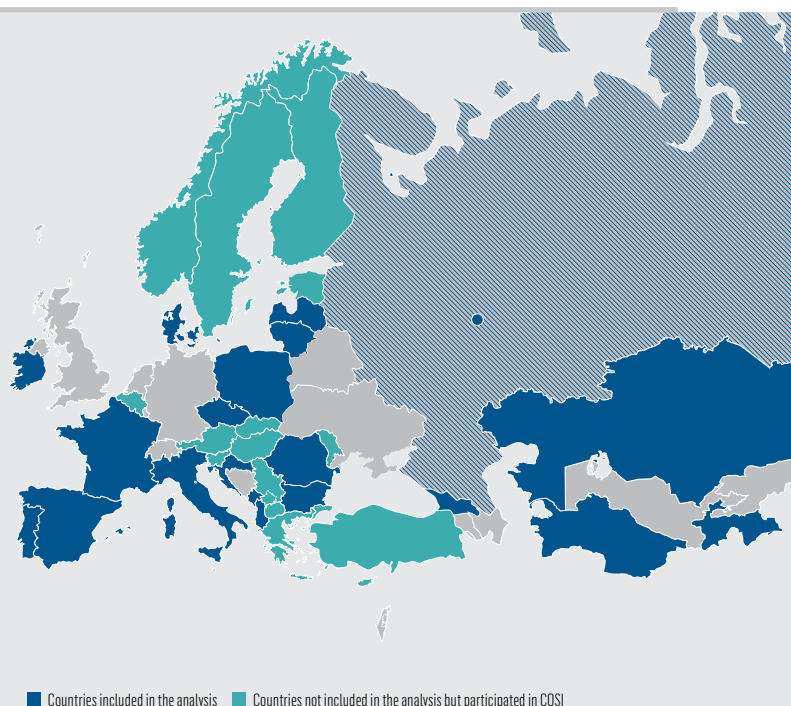 Countries included in the analysis Countries not included in the analysis but participated in COSI